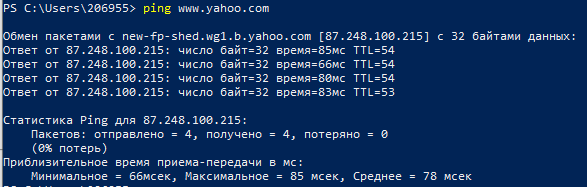 PS C:\Users\206955> ping www.yahoo.com
Обмен пакетами с new-fp-shed.wg1.b.yahoo.com [87.248.100.215] с 32 байтами данных:
Ответ от 87.248.100.215: число байт=32 время=85мс TTL=54
Ответ от 87.248.100.215: число байт=32 время=66мс TTL=54
Ответ от 87.248.100.215: число байт=32 время=80мс TTL=54
Ответ от 87.248.100.215: число байт=32 время=83мс TTL=53
Статистика Ping для 87.248.100.215:
Пакетов: отправлено = 4, получено = 4, потеряно = 0
(0% потерь)
Приблизительное время приема-передачи в мс:
Минимальное = 66мсек, Максимальное = 85 мсек, Среднее = 78 мсек